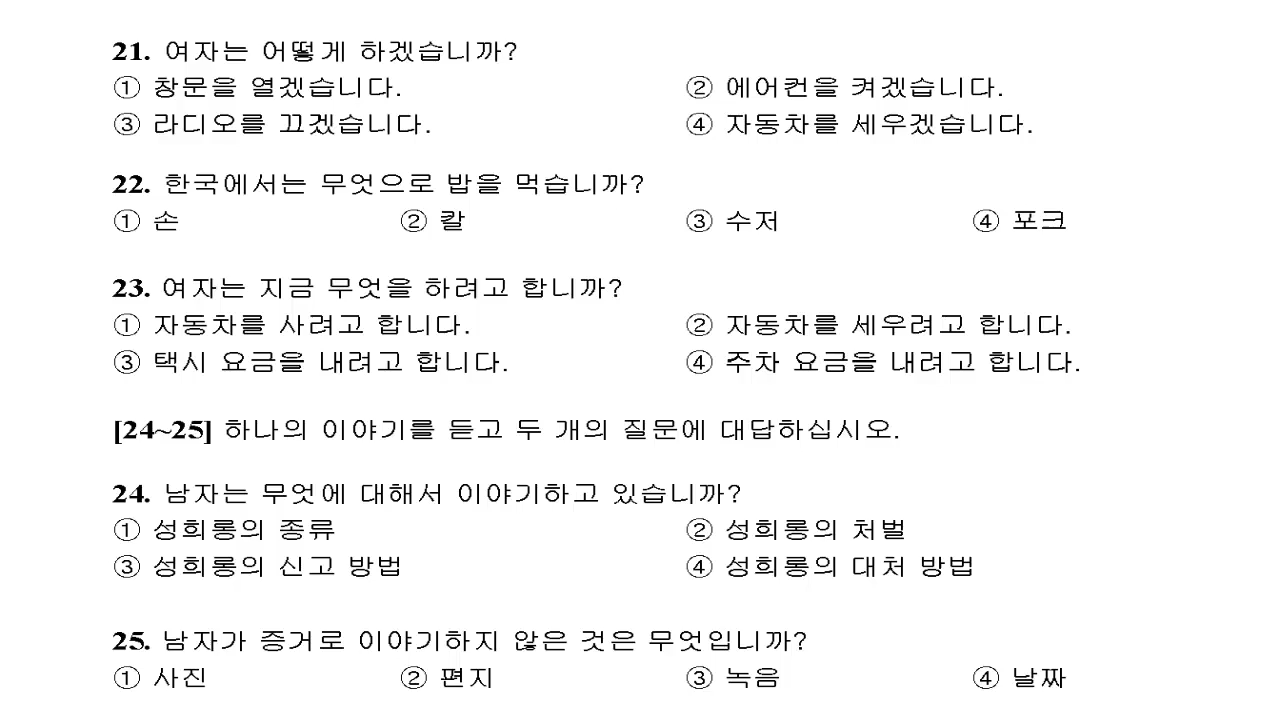 21. 여자는 어떻게 하겠습니까?
① 창문을 열겠습니다. ② 에어컨을 켜겠습니다.
③ 라디오를 끄겠습니다. ④ 자동차를 세우겠습니다.
22. 한국에서는 무엇으로 밥을 먹습니까?
① 손 ② 칼 ③ 수저 ④ 포크
23. 여자는 지금 무엇을 하려고 합니까?
① 자동차를 사려고 합니다. ② 자동차를 세우려고 합니다.
③ 택시 요금을 내려고 합니다. ④ 주차 요금을 내려고 합니다.
[24~25] 하나의 이야기를 듣고 두 개의 질문에 대답하십시오.
24. 남자는 무엇에 대해서 이야기하고 있습니까?
① 성희롱의 종류 ② 성희롱의 처벌
③ 성희롱의 신고 방법 ④ 성희롱의 대처 방법
25. 남자가 증거로 이야기하지 않은 것은 무엇입니까?
① 사진 ② 편지 ③ 녹음 ④ 날짜